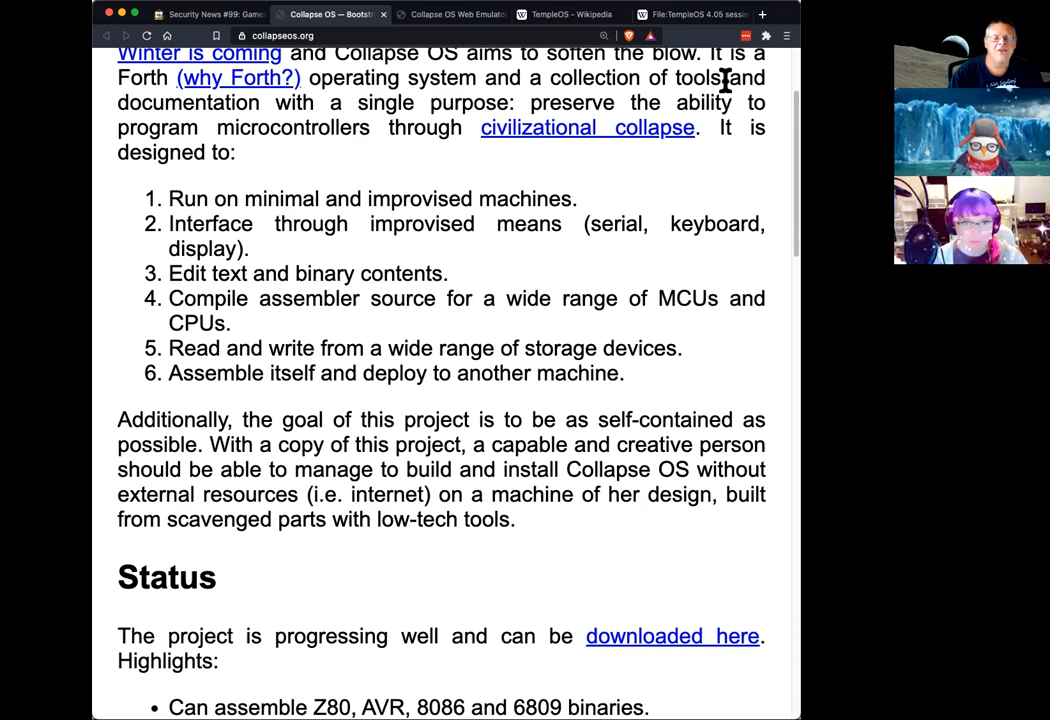 Security News #99: Game
Collapse OS — Bootstr
Collapse OS Web Emulato
TempleOS - Wikipedia
File:TempleOS 4.05 sessi
collapseos.org
Winter is coming and Collapse OS aims to soften the blow. It is a
Forth (why Forth?) operating system and a collection of tools and
documentation with a single purpose: preserve the ability to
program microcontrollers through civilizational collapse. It is
designed to:
1. Run on minimal and improvised machines.
2. Interface through improvised means (serial, keyboard,
display).
3. Edit text and binary contents.
4. Compile assembler source for a wide range of MCUs and
CPUs.
5. Read and write from a wide range of storage devices.
6. Assemble itself and deploy to another machine.
Additionally, the goal of this project is to be as self-contained as
possible. With a copy of this project, a capable and creative person
should be able to manage to build and install Collapse OS without
external resources (i.e. internet) on a machine of her design, built
from scavenged parts with low-tech tools.
Status
The project is progressing well and can be downloaded here.
Highlights:
• Can assemble Z80, AVR, 8086 and 6809 binaries.